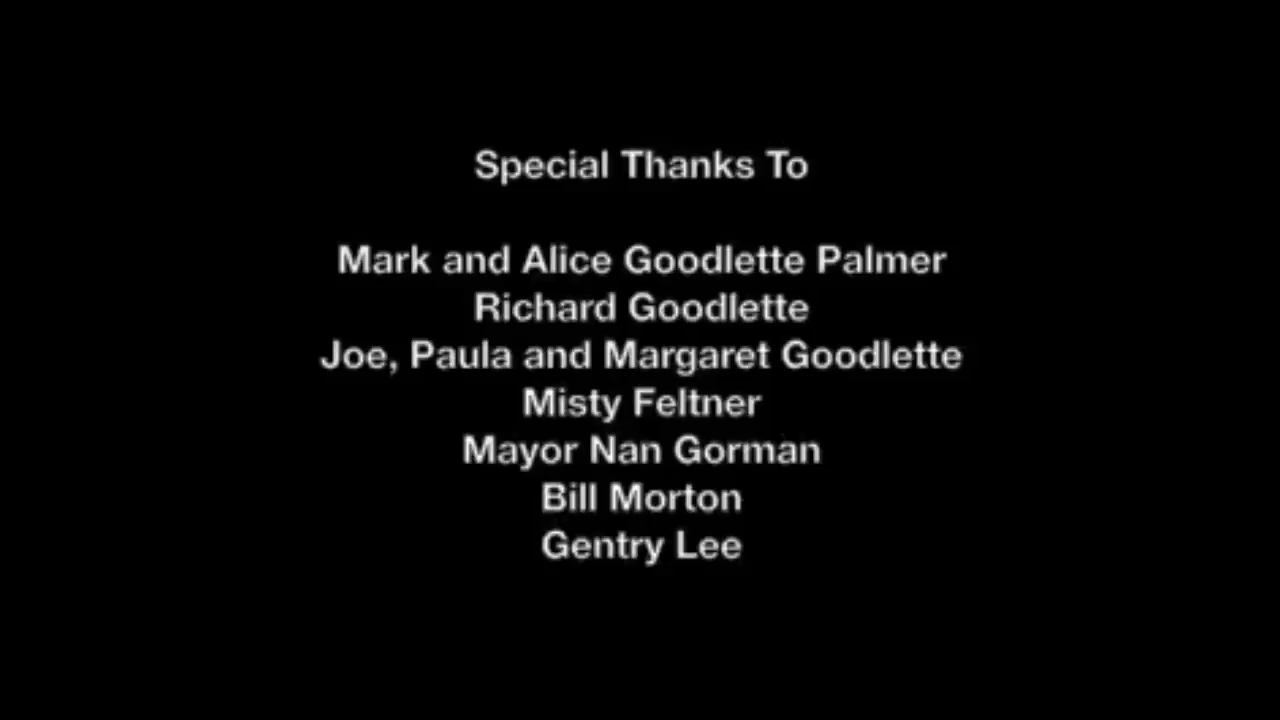 Special Thanks To
Mark and Alice Goodlette Palmer
Richard Goodlette
Joe, Paula and Margaret Goodlette
Misty Feltner
Mayor Nan Gorman
Bill Morton
Gentry Lee